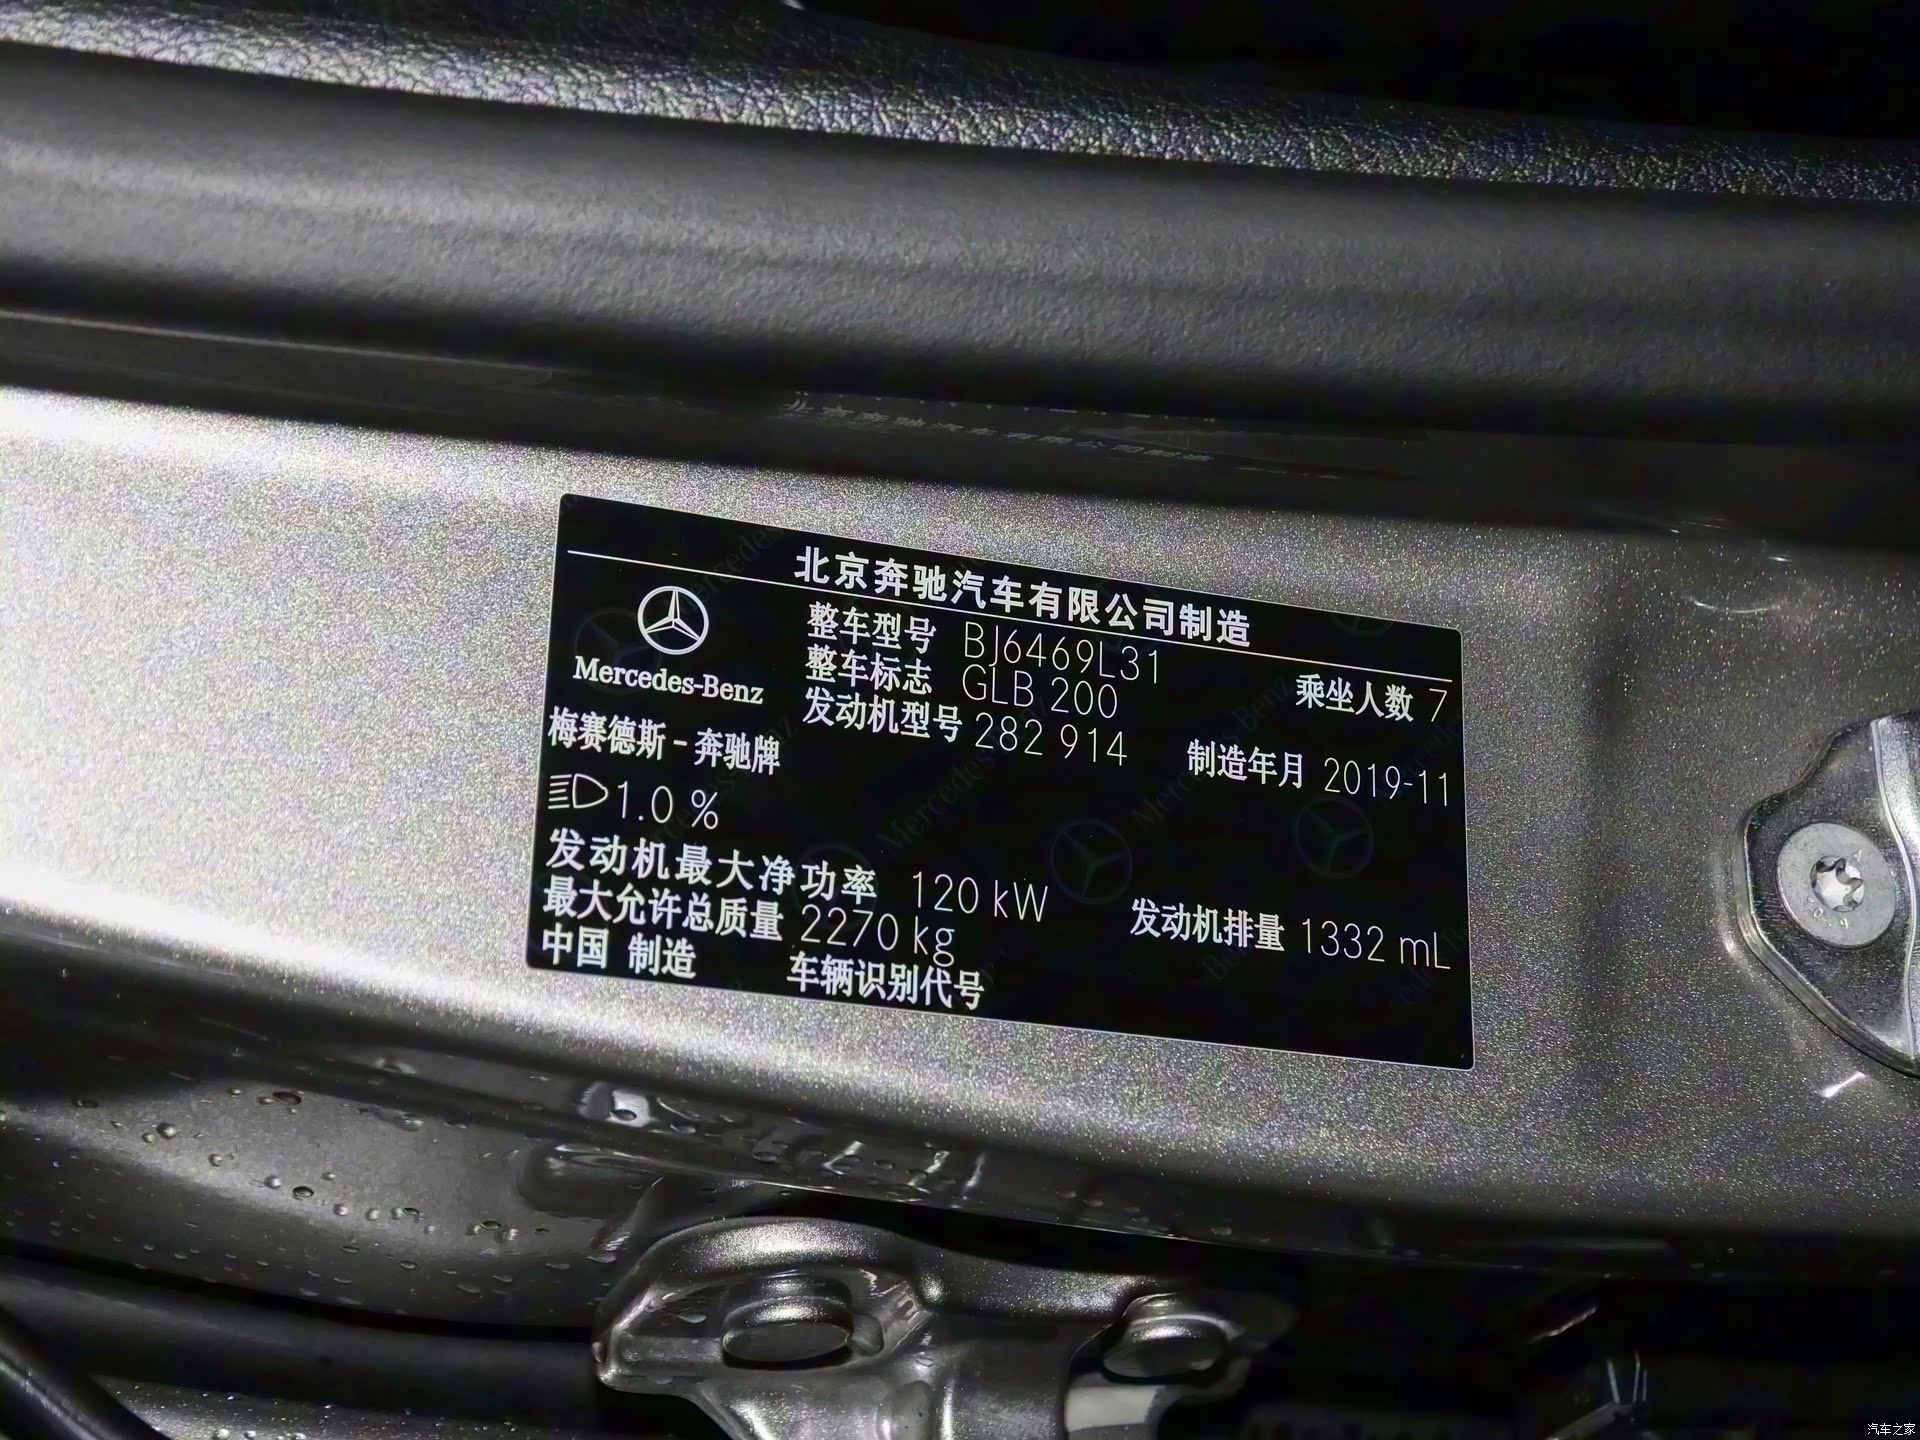 北京奔驰汽车有限公司制造
Mercedes-Benz
整车型号 BJ6469L31
整车标志 GLB 200
乘坐人数 7
发动机型号 282 914
制造年月 2019-11
梅赛德斯-奔驰牌
1.0 %
发动机最大净功率 120 kW
发动机排量 1332 mL
最大允许总质量 2270 kg
中国 制造
车辆识别代号
汽车之家